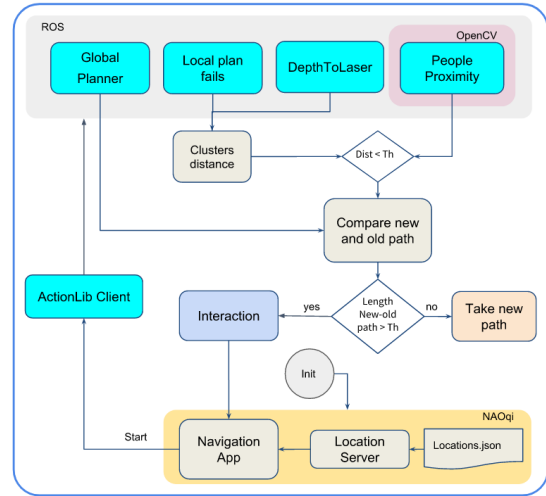 ROS
OpenCV
Global
Planner
Local plan
fails
DepthToLaser
People
Proximity
Clusters
distance
Dist < Th
Compare new
and old path
ActionLib Client
Interaction
yes
Length
New-old
path > Th
no
Take new
path
Init
NAOqi
Start
Navigation
App
Location
Server
Locations.json